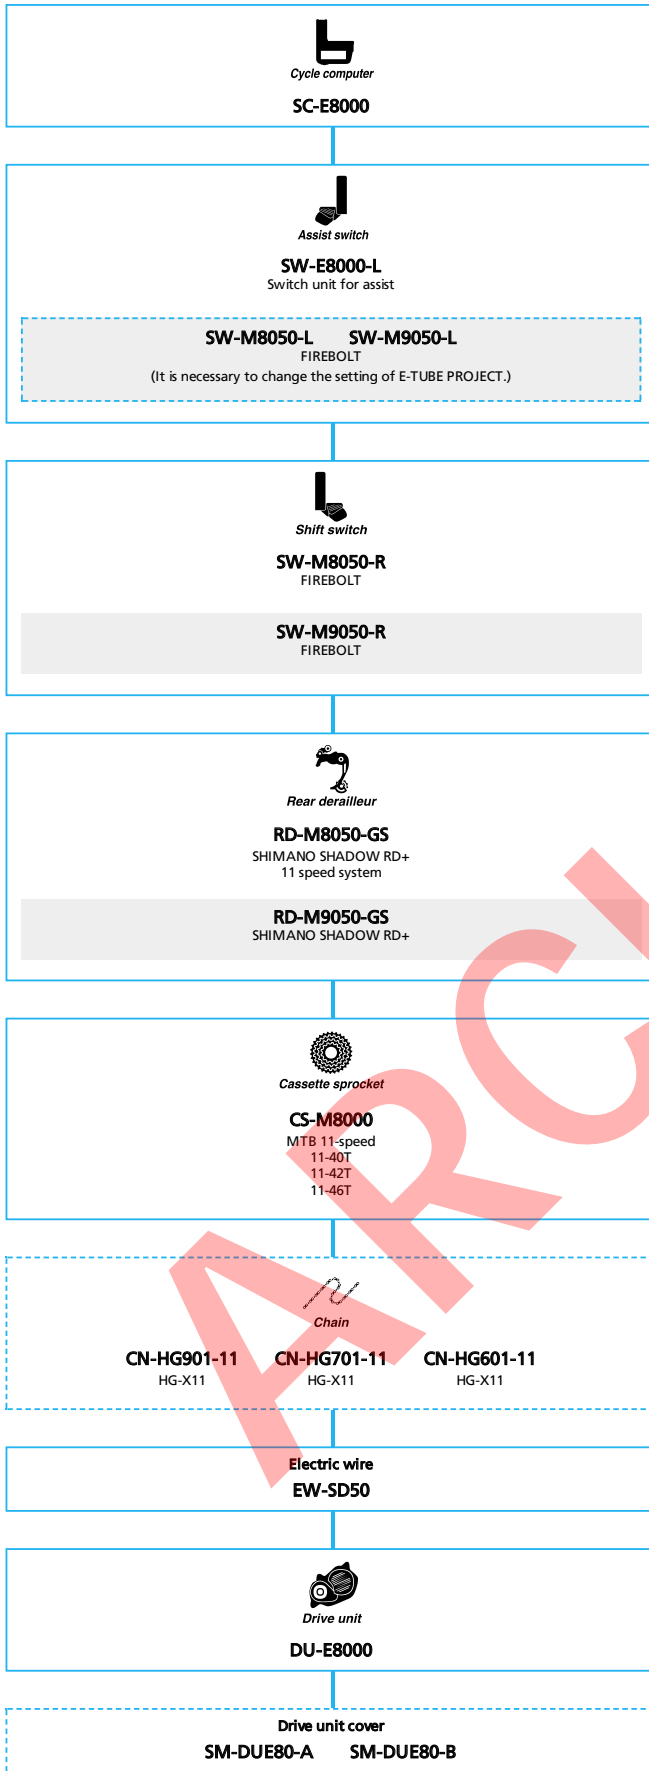 Cycle computer
SC-E8000
Assist switch
SW-E8000-L
Switch unit for assist
SW-M8050-L SW-M9050-L
FIREBOLT
(It is necessary to change the setting of E-TUBE PROJECT.)
Shift switch
SW-M8050-R
FIREBOLT
SW-M9050-R
FIREBOLT
Rear derailleur
RD-M8050-GS
SHIMANO SHADOW RD+
11 speed system
RD-M9050-GS
SHIMANO SHADOW RD+
Cassette sprocket
CS-M8000
MTB 11-speed
11-40T
11-42T
11-46T
Chain
CN-HG901-11 CN-HG701-11 CN-HG601-11
HG-X11 HG-X11 HG-X11
Electric wire
EW-SD50
Drive unit
DU-E8000
Drive unit cover
SM-DUE80-A SM-DUE80-B
ARC